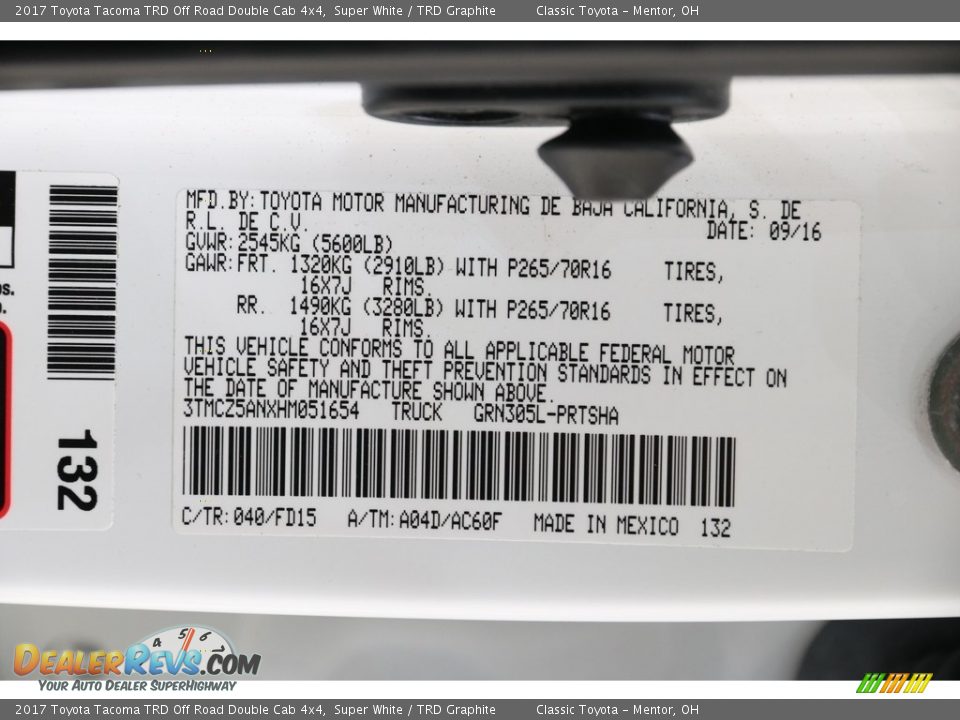 2017 Toyota Tacoma TRD Off Road Double Cab 4x4,  Super White / TRD Graphite     Classic Toyota – Mentor, OH
MFD.BY:TOYOTA MOTOR MANUFACTURING DE BAJA CALIFORNIA, S. DE
R.L. DE C.V.
DATE: 09/16
GVWR:2545KG (5600LB)
GAWR:FRT. 1320KG (2910LB) WITH P265/70R16 TIRES,
16X7J RIMS.
RR. 1490KG (3280LB) WITH P265/70R16 TIRES,
16X7J RIMS.
THIS VEHICLE CONFORMS TO ALL APPLICABLE FEDERAL MOTOR
VEHICLE SAFETY AND THEFT PREVENTION STANDARDS IN EFFECT ON
THE DATE OF MANUFACTURE SHOWN ABOVE.
3TMCZ5ANXHM051654 TRUCK GRN305L-PRTSHA
C/TR:040/FD15 A/TM:A04D/AC60F MADE IN MEXICO 132
132
4 5 6
DealerRevs.com
Your Auto Dealer SuperHighway
2017 Toyota Tacoma TRD Off Road Double Cab 4x4,  Super White / TRD Graphite     Classic Toyota – Mentor, OH